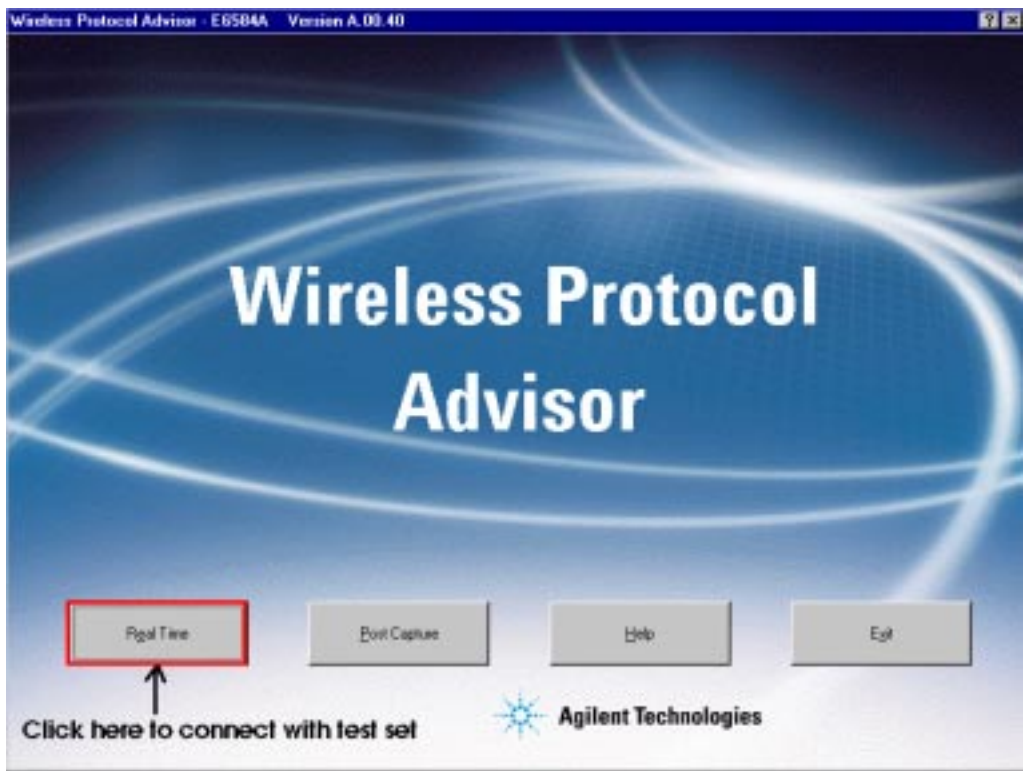 Wireless Protocol Advisor - E6584A Version A.00.40
Wireless Protocol
Advisor
Real Time
Post Capture
Help
Exit
Click here to connect with test set
Agilent Technologies